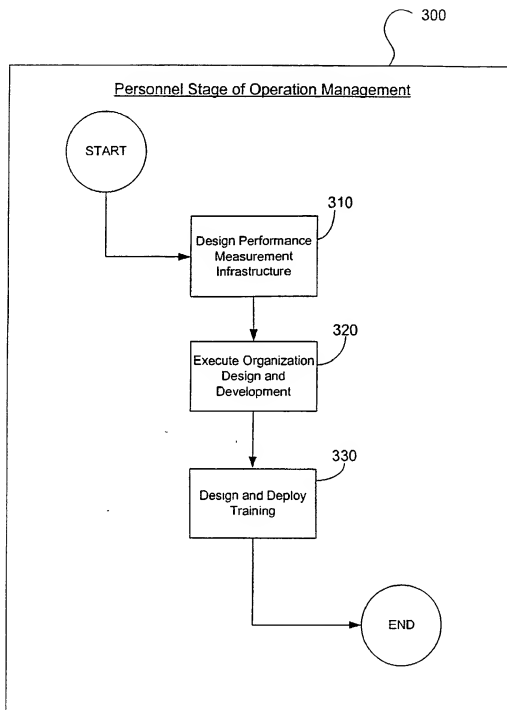 300
Personnel Stage of Operation Management
START
310
Design Performance
Measurement
Infrastructure
320
Execute Organization
Design and
Development
330
Design and Deploy
Training
END